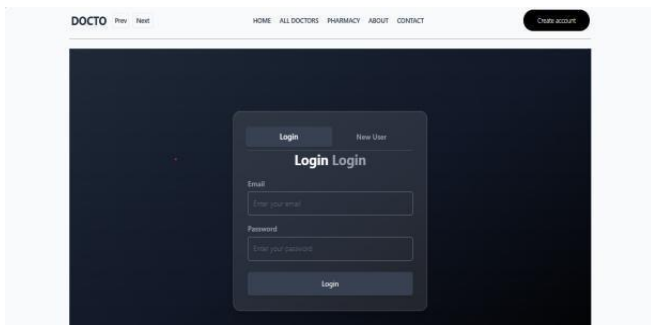 DOCTO Prev Next HOME ALL DOCTORS PHARMACY ABOUT CONTACT Create account
Login New User
Login Login
Email
Enter your email
Password
Enter your password
Login